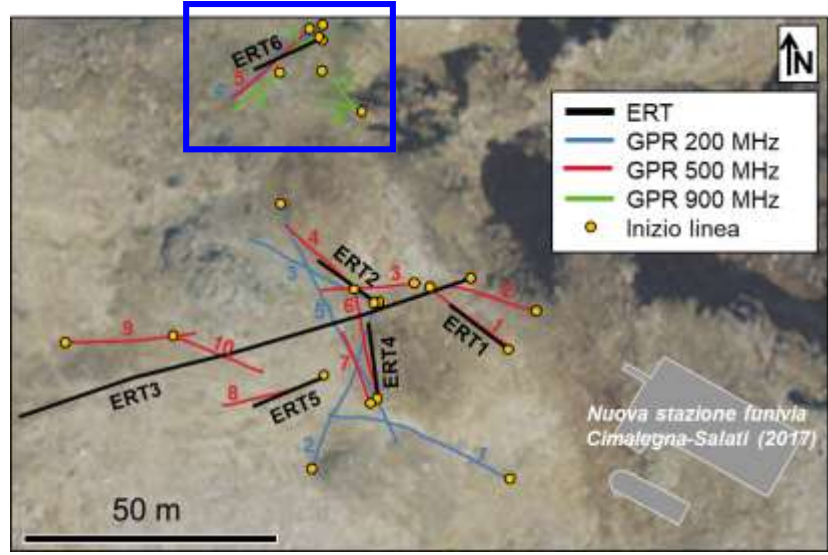 ERT6
5
N
ERT
GPR 200 MHz
GPR 500 MHz
GPR 900 MHz
Inizio linea
4
3
ERT2
3
5
6
2
1
ERT1
9
10
7
ERT4
ERT3
8
ERT5
2
1
Nuova stazione funivia
Cimalegna-Salati (2017)
50 m